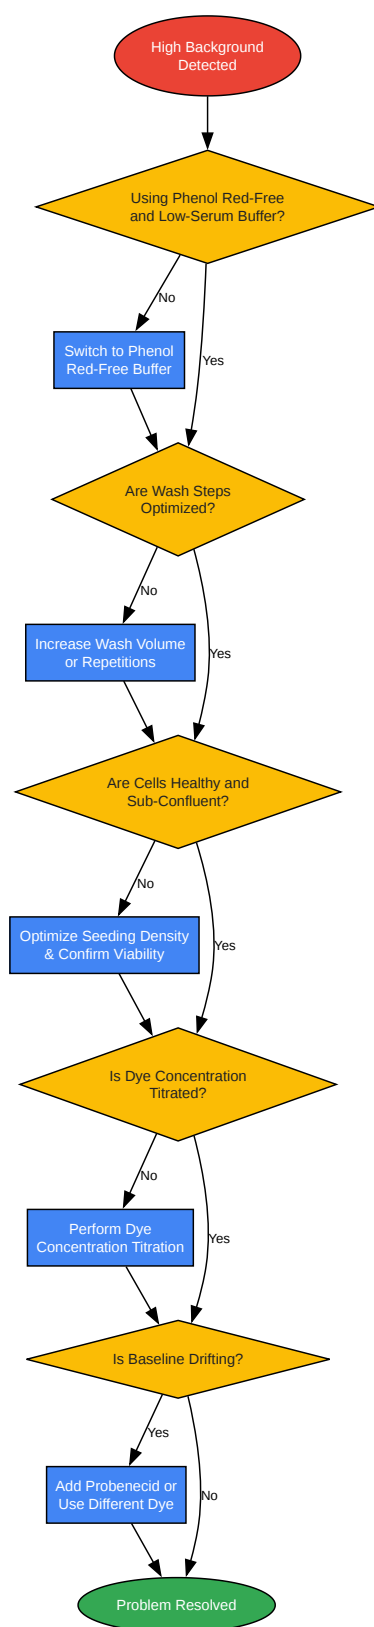 High Background
Detected
Using Phenol Red-Free
and Low-Serum Buffer?
No
Yes
Switch to Phenol
Red-Free Buffer
Are Wash Steps
Optimized?
No
Yes
Increase Wash Volume
or Repetitions
Are Cells Healthy and
Sub-Confluent?
No
Yes
Optimize Seeding Density
& Confirm Viability
Is Dye Concentration
Titrated?
No
Yes
Perform Dye
Concentration Titration
Is Baseline Drifting?
Yes
No
Add Probenecid or
Use Different Dye
Problem Resolved